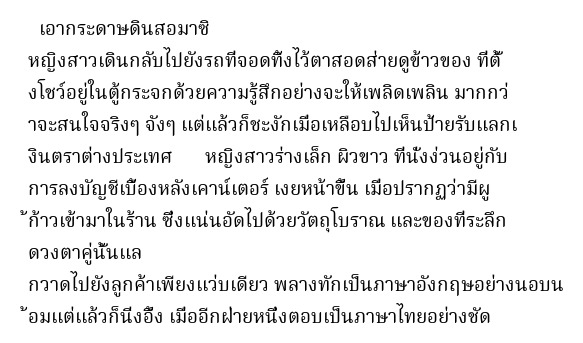 เอากระดาษดินสอมาซิ
หญิงสาวเดินกลับไปยังรถที่จอดทิ้งไว้ตาสอดส่ายดูข้าวของ ที่ตั้
งโชว์อยู่ในตู้กระจกด้วยความรู้สึกอย่างจะให้เพลิดเพลิน มากกว่
าจะสนใจจริงๆ จังๆ แต่แล้วก็ชะงักเมื่อเหลือบไปเห็นป้ายรับแลกเ
งินตราต่างประเทศ หญิงสาวร่างเล็ก ผิวขาว ที่นั่งง่วนอยู่กับ
การลงบัญชีเบื้องหลังเคาน์เตอร์ เงยหน้าขึ้น เมื่อปรากฏว่ามีผู
้ก้าวเข้ามาในร้าน ซึ่งแน่นอัดไปด้วยวัตถุโบราณ และของที่ระลึก
ดวงตาคู่นั้นแล
กวาดไปยังลูกค้าเพียงแว่บเดียว พลางทักเป็นภาษาอังกฤษอย่างนอบน
้อมแต่แล้วก็นิ่งอึ้ง เมื่ออีกฝ่ายหนึ่งตอบเป็นภาษาไทยอย่างชัด